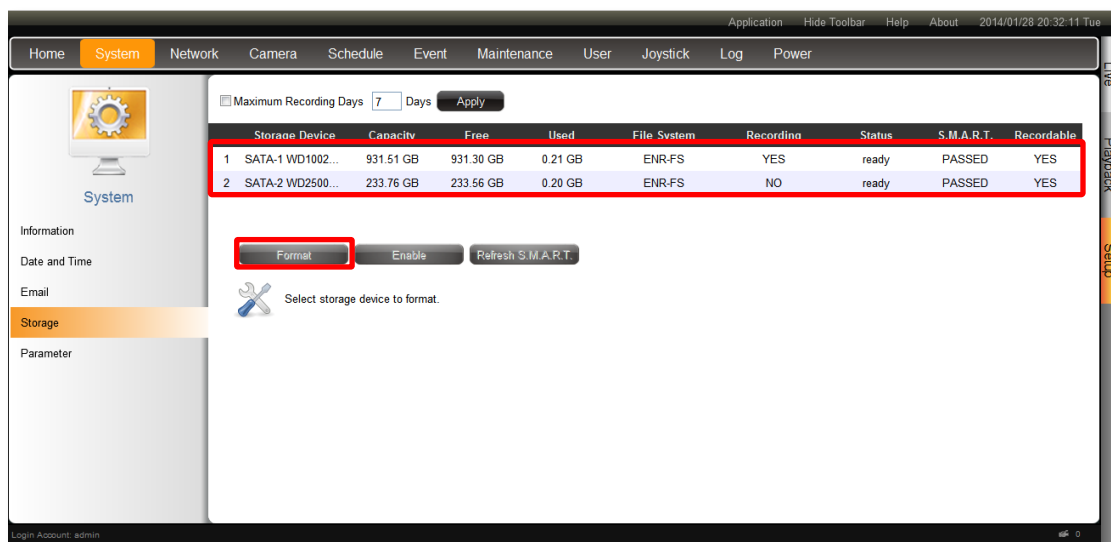 Application Hide Toolbar Help About 2014/01/28 20:32:11 Tue
Home System Network Camera Schedule Event Maintenance User Joystick Log Power
Live
Playback
Setup
Maximum Recording Days 7 Days Apply
Storage Device Capacity Free Used File System Recording Status S.M.A.R.T. Recordable
1 SATA-1 WD1002... 931.51 GB 931.30 GB 0.21 GB ENR-FS YES ready PASSED YES
2 SATA-2 WD2500... 233.76 GB 233.56 GB 0.20 GB ENR-FS NO ready PASSED YES
System
Information
Date and Time
Email
Storage
Parameter
Format Enable Refresh S.M.A.R.T.
Select storage device to format.
Login Account: admin 0